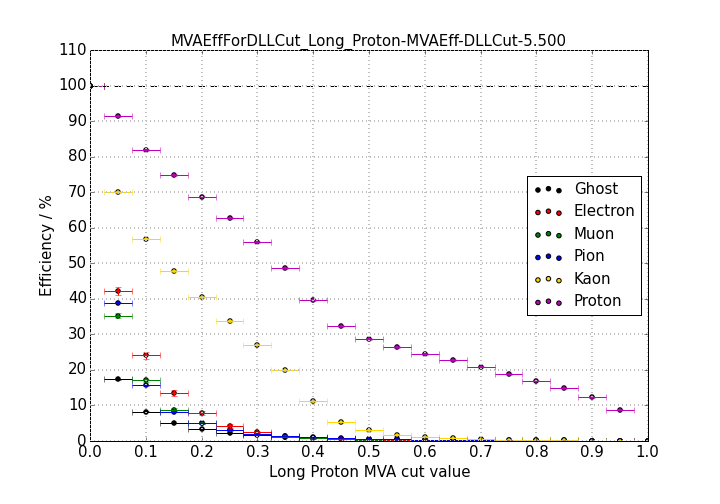 MVAEffForDLLCut_Long_Proton-MVAEff-DLLCut-5.500
110
100
90
80
70
60
50
40
30
20
10
0
Efficiency / %
Ghost
Electron
Muon
Pion
Kaon
Proton
0.0 0.1 0.2 0.3 0.4 0.5 0.6 0.7 0.8 0.9 1.0
Long Proton MVA cut value